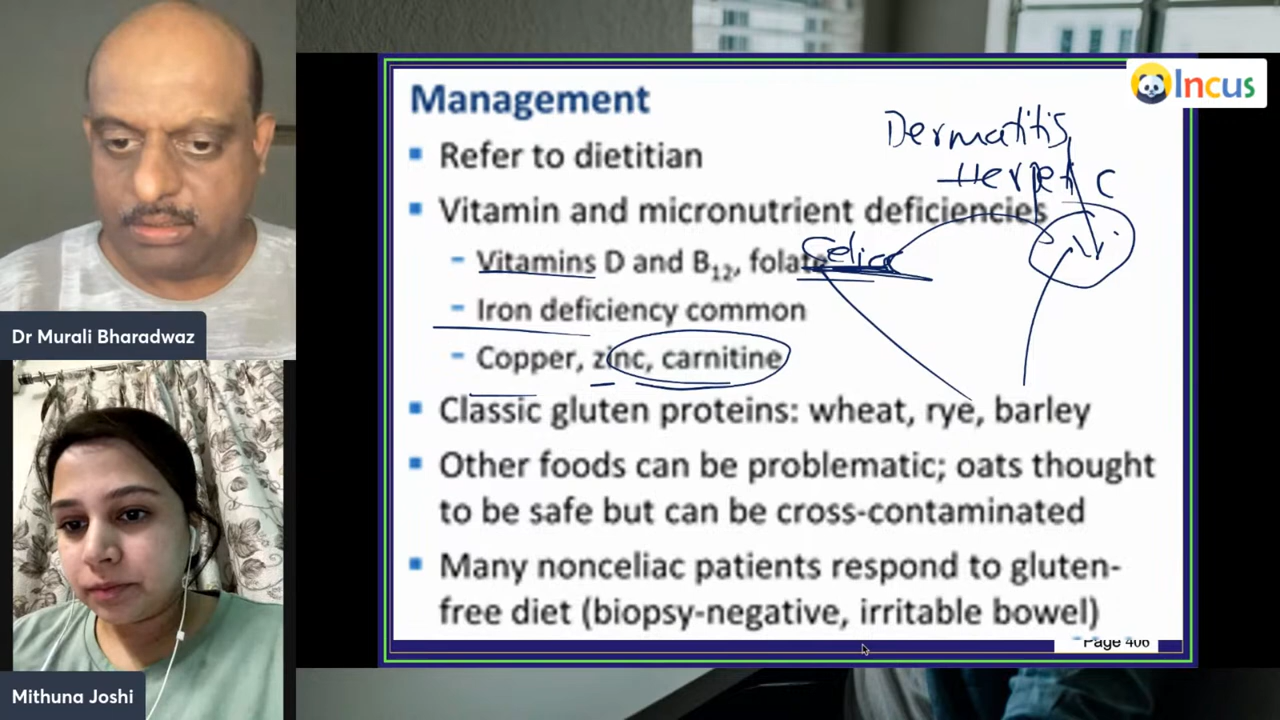 Incus
Management
Dermatitis
Herpetic
▪ Refer to dietitian
▪ Vitamin and micronutrient deficiencies
- Vitamins D and B12, folate
Celiac
- Iron deficiency common
- Copper, zinc, carnitine
▪ Classic gluten proteins: wheat, rye, barley
▪ Other foods can be problematic; oats thought
to be safe but can be cross-contaminated
▪ Many nonceliac patients respond to gluten-
free diet (biopsy-negative, irritable bowel)
Page 406
Dr Murali Bharadwaz
Mithuna Joshi